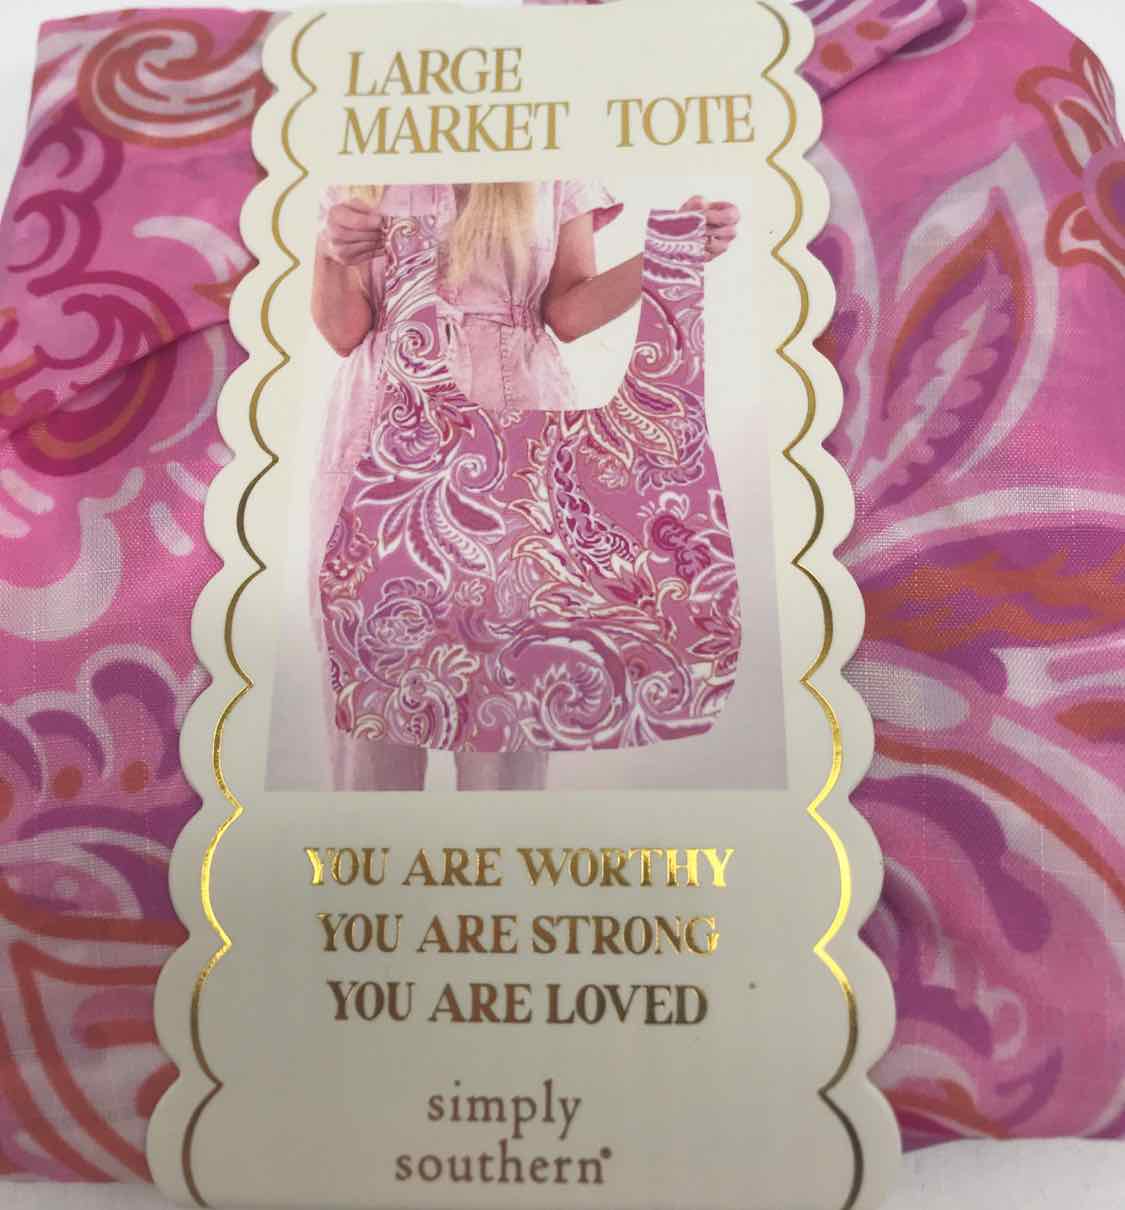 LARGE
MARKET TOTE
YOU ARE WORTHY
YOU ARE STRONG
YOU ARE LOVED
simply
southern®